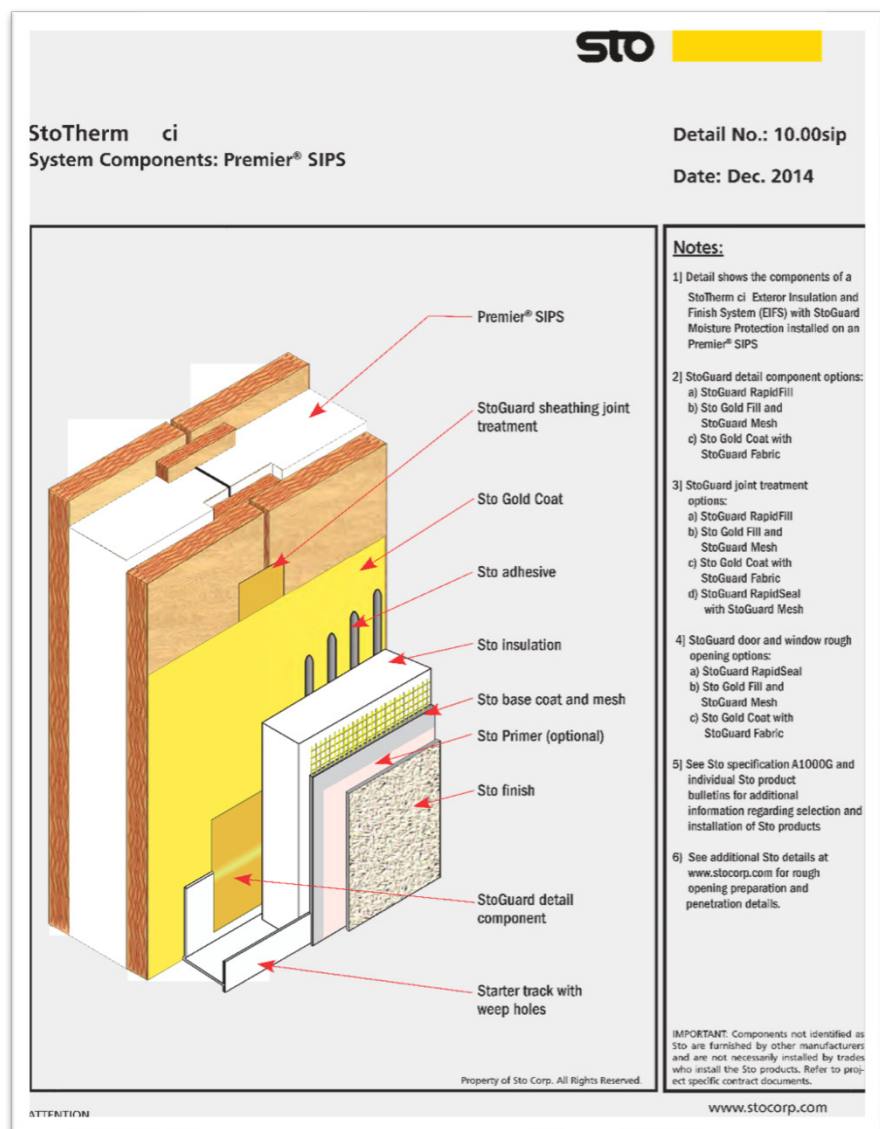 sto
StoTherm ci
System Components: Premier® SIPS
Detail No.: 10.00sip
Date: Dec. 2014
Premier® SIPS
StoGuard sheathing joint
treatment
Sto Gold Coat
Sto adhesive
Sto insulation
Sto base coat and mesh
Sto Primer (optional)
Sto finish
StoGuard detail
component
Starter track with
weep holes
Property of Sto Corp. All Rights Reserved.
Notes:
1] Detail shows the components of a
StoTherm ci Exteror Insulation and
Finish System (EIFS) with StoGuard
Moisture Protection installed on an
Premier® SIPS
2] StoGuard detail component options:
a) StoGuard RapidFill
b) Sto Gold Fill and
StoGuard Mesh
c) Sto Gold Coat with
StoGuard Fabric
3] StoGuard joint treatment
options:
a) StoGuard RapidFill
b) Sto Gold Fill and
StoGuard Mesh
c) Sto Gold Coat with
StoGuard Fabric
d) StoGuard RapidSeal
with StoGuard Mesh
4] StoGuard door and window rough
opening options:
a) StoGuard RapidSeal
b) Sto Gold Fill and
StoGuard Mesh
c) Sto Gold Coat with
StoGuard Fabric
5] See Sto specification A1000G and
individual Sto product
bulletins for additional
information regarding selection and
installation of Sto products
6) See additional Sto details at
www.stocorp.com for rough
opening preparation and
penetration details.
IMPORTANT: Components not identified as
Sto are furnished by other manufacturers
and are not necessarily installed by trades
who install the Sto products. Refer to proj-
ect specific contract documents.
ATTENTION
www.stocorp.com